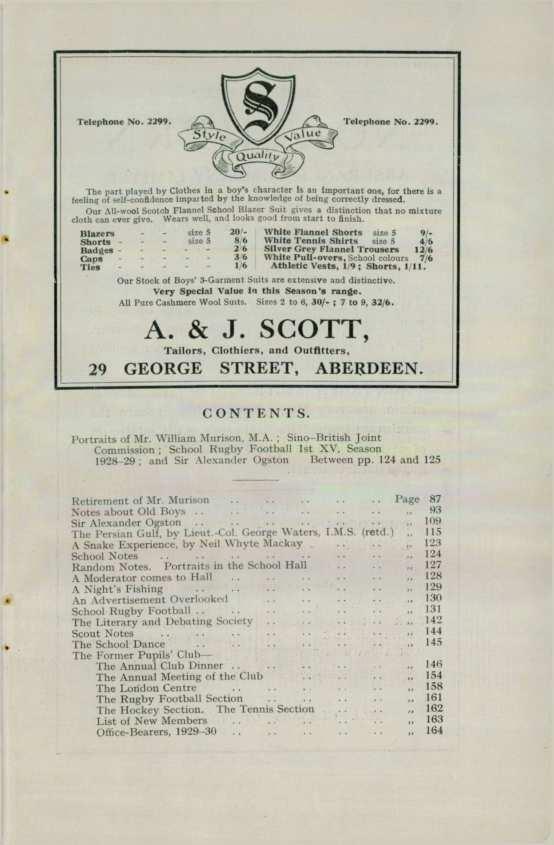 Telephone No. 2299.
S
Style
Quality
Value
Telephone No. 2299.
The part played by Clothes in a boy's character is an important one, for there is a
feeling of self-confidence imparted by the knowledge of being correctly dressed.
Our All-wool Scotch Flannel School Blazer Suit gives a distinction that no mixture
cloth can ever give. Wears well, and looks good from start to finish.
Blazers - - size 5 20/-
Shorts - - - size 5 8/6
Badges - - - - - 2/6
Caps - - - - 3/6
Ties - - - - 1/6
White Flannel Shorts size 5 9/-
White Tennis Shirts size 5 4/6
Silver Grey Flannel Trousers 12/6
White Pull-overs, School colours 7/6
Athletic Vests, 1/9 ; Shorts, 1/11.
Our Stock of Boys' 3-Garment Suits are extensive and distinctive.
Very Special Value in this Season's range.
All Pure Cashmere Wool Suits. Sizes 2 to 6, 30/- ; 7 to 9, 32/6.
A. & J. SCOTT,
Tailors, Clothiers, and Outfitters,
29 GEORGE STREET, ABERDEEN.
CONTENTS.
Portraits of Mr. William Murison, M.A. ; Sino-British Joint
Commission ; School Rugby Football 1st XV, Season
1928-29 ; and Sir Alexander Ogston Between pp. 124 and 125
Retirement of Mr. Murison .. .. .. .. .. Page 87
Notes about Old Boys .. .. .. .. .. ,, 93
Sir Alexander Ogston .. .. .. .. .. .. ,, 109
The Persian Gulf, by Lieut.-Col. George Waters, I.M.S. (retd.) ,, 115
A Snake Experience, by Neil Whyte Mackay .. .. .. ,, 123
School Notes .. .. .. .. .. .. ,, 124
Random Notes. Portraits in the School Hall .. .. ,, 127
A Moderator comes to Hall .. .. .. .. .. ,, 128
A Night's Fishing .. .. .. .. .. .. ,, 129
An Advertisement Overlooked .. .. .. .. ,, 130
School Rugby Football .. .. .. .. .. .. ,, 131
The Literary and Debating Society .. .. .. .. ,, 142
Scout Notes .. .. .. .. .. .. ,, 144
The School Dance .. .. .. .. .. .. ,, 145
The Former Pupils' Club—
The Annual Club Dinner .. .. .. .. .. ,, 146
The Annual Meeting of the Club .. .. .. ,, 154
The London Centre .. .. .. .. .. ,, 158
The Rugby Football Section .. .. .. .. ,, 161
The Hockey Section. The Tennis Section .. .. ,, 162
List of New Members .. .. .. .. .. ,, 163
Office-Bearers, 1929-30 .. .. .. .. .. ,, 164